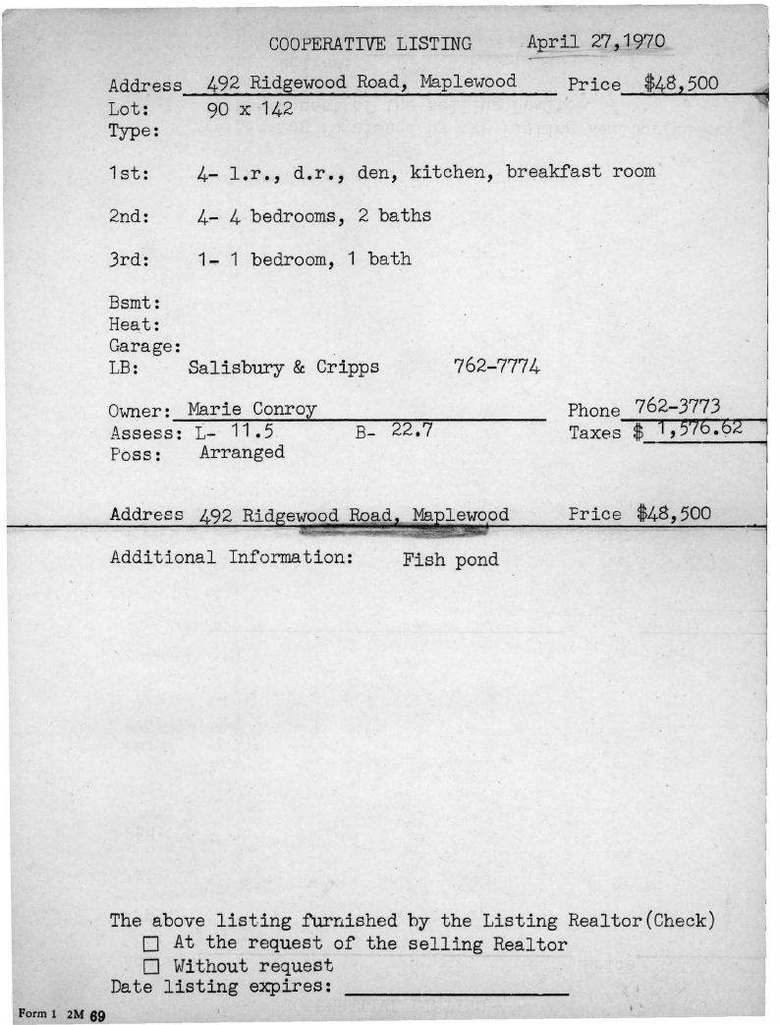 COOPERATIVE LISTING April 27,1970
Address 492 Ridgewood Road, Maplewood Price $48,500
Lot: 90 x 142
Type:
1st: 4- l.r., d.r., den, kitchen, breakfast room
2nd: 4- 4 bedrooms, 2 baths
3rd: 1- 1 bedroom, 1 bath
Bsmt:
Heat:
Garage:
LB: Salisbury & Cripps 762-7774
Owner: Marie Conroy Phone 762-3773
Assess: L- 11.5 B- 22.7 Taxes $ 1,576.62
Poss: Arranged
Address 492 Ridgewood Road, Maplewood Price $48,500
Additional Information: Fish pond
The above listing furnished by the Listing Realtor(Check)
☐ At the request of the selling Realtor
☐ Without request
Date listing expires:
Form 1 2M 69